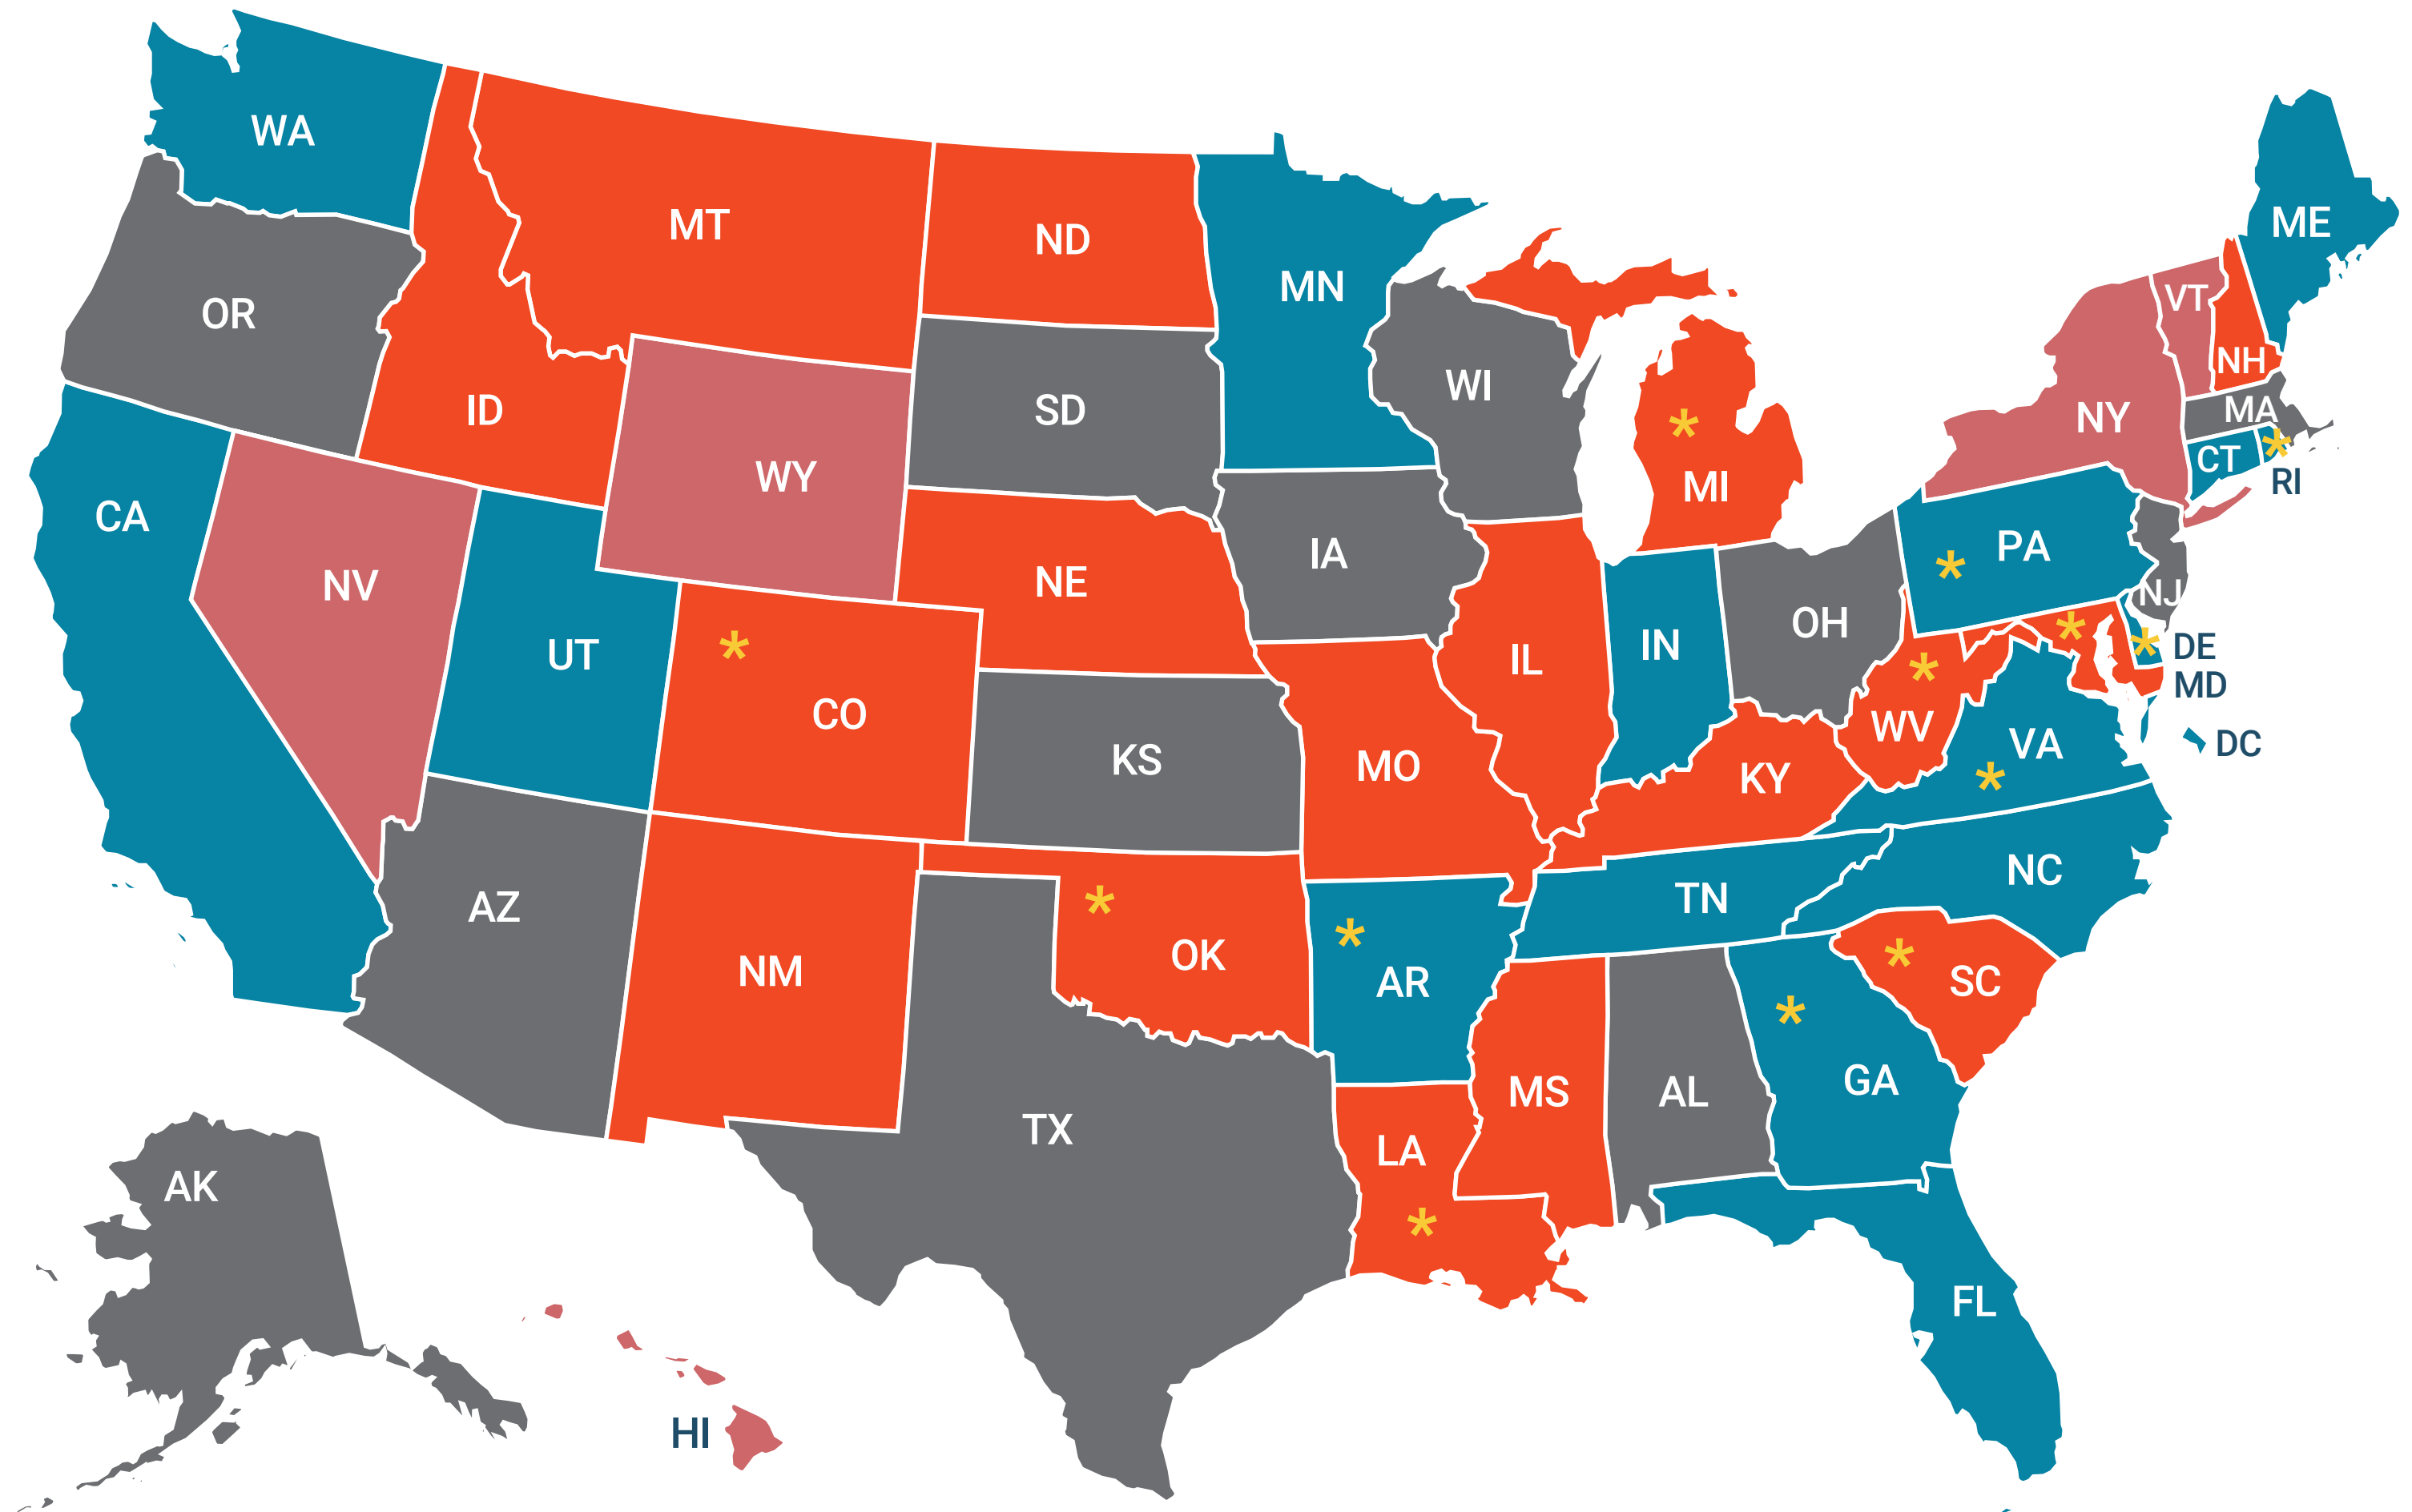 WA
MT
ND
MN
ME
OR
VT
NH
ID
SD
WI
MA
NY
*
*
CT
RI
WY
MI
CA
PA
IA
*
NV
NE
NJ
OH
*
*
UT
*
IN
DE
IL
*
MD
CO
WV
VA
DC
KS
MO
KY
*
NC
TN
AZ
*
*
*
OK
NM
AR
SC
*
GA
MS
AL
TX
LA
AK
*
FL
HI